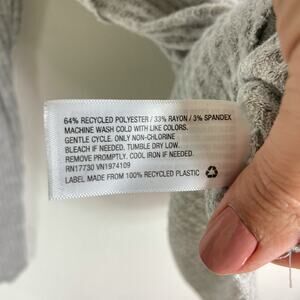 64% RECYCLED POLYESTER / 33% RAYON / 3% SPANDEX
MACHINE WASH COLD WITH LIKE COLORS.
GENTLE CYCLE. ONLY NON-CHLORINE
BLEACH IF NEEDED. TUMBLE DRY LOW.
REMOVE PROMPTLY. COOL IRON IF NEEDED.
RN17730 VN1974109
LABEL MADE FROM 100% RECYCLED PLASTIC